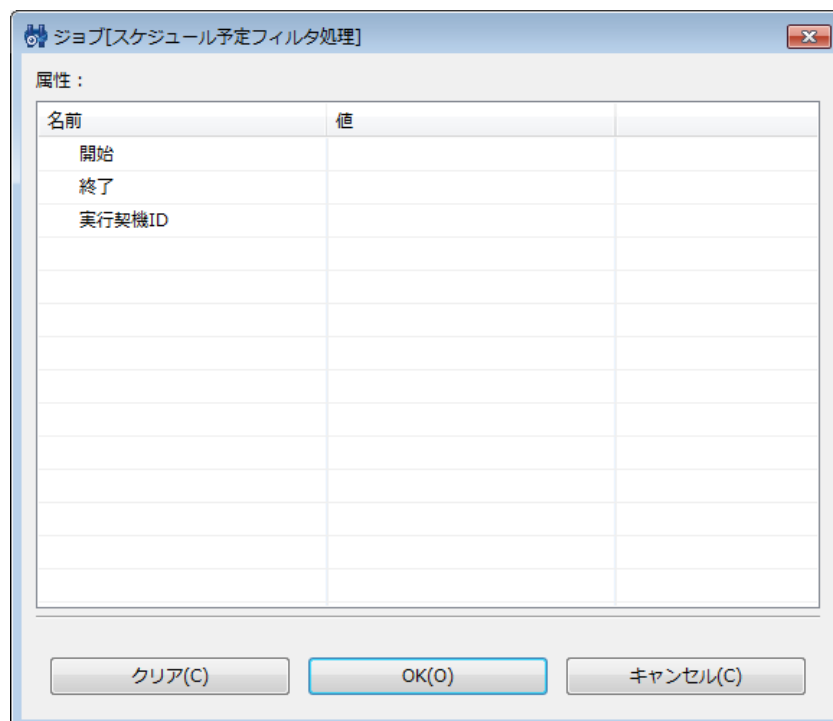 ジョブ[スケジュール予定フィルタ処理]
属性：
名前 値
開始
終了
実行契機ID
クリア(C) OK(O) キャンセル(C)